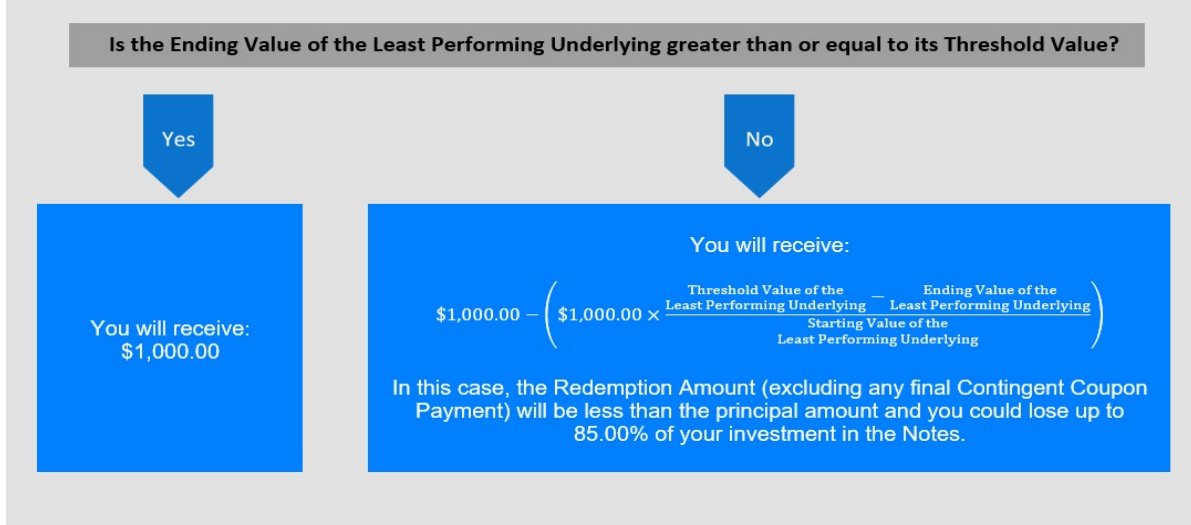 Is the Ending Value of the Least Performing Underlying greater than or equal to its Threshold Value?
Yes
No
You will receive:
$1,000.00
You will receive:
$1,000.00 − ($1,000.00 × (Threshold Value of the Least Performing Underlying − Ending Value of the Least Performing Underlying) / Starting Value of the Least Performing Underlying)
In this case, the Redemption Amount (excluding any final Contingent Coupon
Payment) will be less than the principal amount and you could lose up to
85.00% of your investment in the Notes.